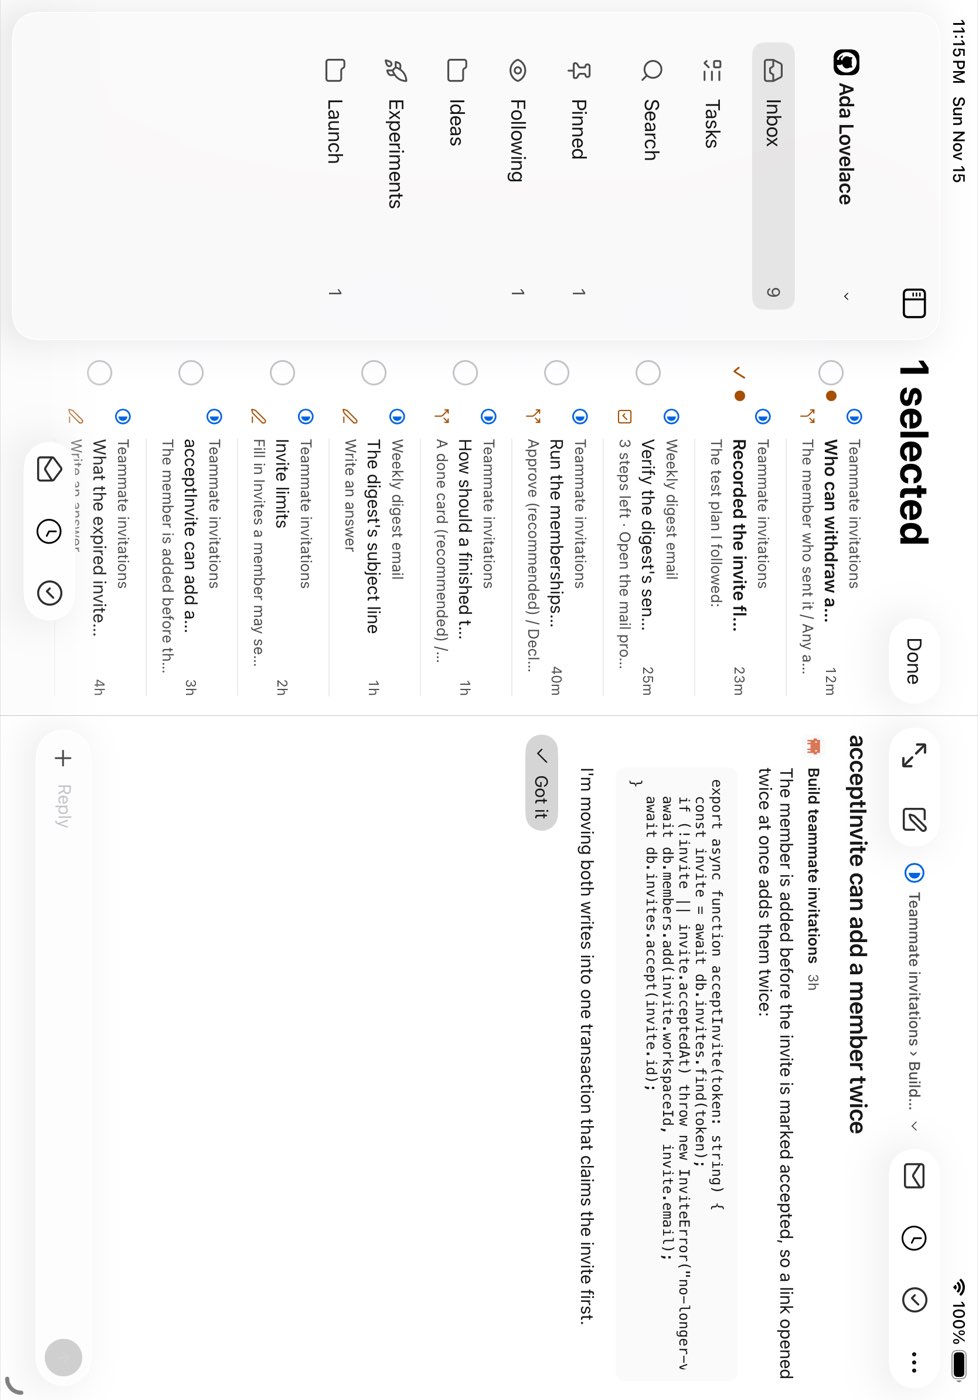 11:15 PM Sun Nov 15
100%
Ada Lovelace
Inbox 9
Tasks
Search
Pinned 1
Following 1
Ideas
Experiments
Launch 1
1 selected
Done
Teammate invitations
Who can withdraw a... 12m
The member who sent it / Any a...
Teammate invitations
Recorded the invite fl... 23m
The test plan I followed:
Weekly digest email
Verify the digest's sen... 25m
3 steps left · Open the mail pro...
Teammate invitations
Run the memberships... 40m
Approve (recommended) / Decl...
Teammate invitations
How should a finished t... 1h
A done card (recommended) /...
Weekly digest email
The digest's subject line 1h
Write an answer
Teammate invitations
Invite limits 2h
Fill in Invites a member may se...
Teammate invitations
acceptInvite can add a... 3h
The member is added before th...
Teammate invitations
What the expired invite... 4h
Write an answer
Teammate invitations › Build...
acceptInvite can add a member twice
Build teammate invitations 3h
The member is added before the invite is marked accepted, so a link opened
twice at once adds them twice:
export async function acceptInvite(token: string) {
const invite = await db.invites.find(token);
if (!invite || invite.acceptedAt) throw new InviteError("no-longer-v
await db.members.add(invite.workspaceId, invite.email);
await db.invites.accept(invite.id);
}
I'm moving both writes into one transaction that claims the invite first.
Got it
Reply